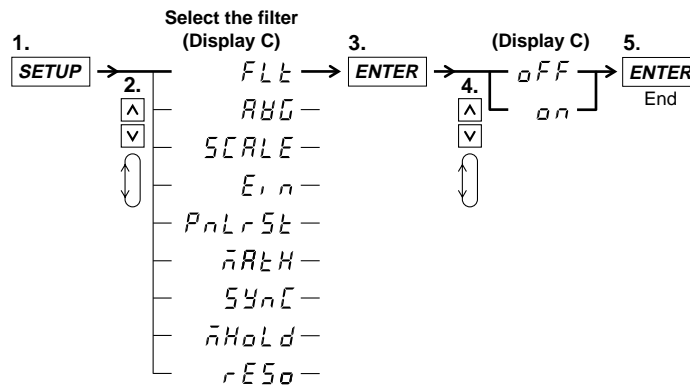 Select the filter
1. (Display C) 3. (Display C) 5.
SETUP FLt ENTER oFF ENTER
2. 4. on End
∧ AVG ∧
∨ SCALE ∨
Ein
PnLrSt
MAtH
SYnC
MHoLd
rESo